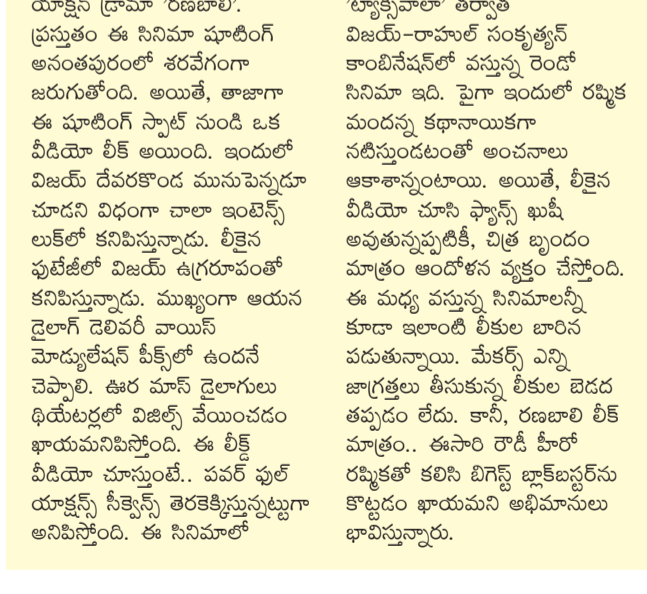 యాక్షన్ డ్రామా 'రణబాలి'.
ప్రస్తుతం ఈ సినిమా షూటింగ్
అనంతపురంలో శరవేగంగా
జరుగుతోంది. అయితే, తాజాగా
ఈ షూటింగ్ స్పాట్ నుండి ఒక
వీడియో లీక్ అయింది. ఇందులో
విజయ్ దేవరకొండ మునుపెన్నడూ
చూడని విధంగా చాలా ఇంటెన్స్
లుక్‌లో కనిపిస్తున్నాడు. లీకైన
ఫుటేజీలో విజయ్ ఉగ్రరూపంతో
కనిపిస్తున్నాడు. ముఖ్యంగా ఆయన
డైలాగ్ డెలివరీ వాయిస్
మోడ్యులేషన్ పీక్స్‌లో ఉందనే
చెప్పాలి. ఊర మాస్ డైలాగులు
థియేటర్లలో విజిల్స్ వేయించడం
ఖాయమనిపిస్తోంది. ఈ లీక్డ్
వీడియో చూస్తుంటే.. పవర్ ఫుల్
యాక్షన్స్ సీక్వెన్స్ తెరకెక్కిస్తున్నట్టుగా
అనిపిస్తోంది. ఈ సినిమాలో
'ట్యాక్సీవాలా' తర్వాత
విజయ్-రాహుల్ సంకృత్యన్
కాంబినేషన్‌లో వస్తున్న రెండో
సినిమా ఇది. పైగా ఇందులో రష్మిక
మందన్న కథానాయికగా
నటిస్తుండటంతో అంచనాలు
ఆకాశాన్నంటాయి. అయితే, లీకైన
వీడియో చూసి ఫ్యాన్స్ ఖుషీ
అవుతున్నప్పటికీ, చిత్ర బృందం
మాత్రం ఆందోళన వ్యక్తం చేస్తోంది.
ఈ మధ్య వస్తున్న సినిమాలన్నీ
కూడా ఇలాంటి లీకుల బారిన
పడుతున్నాయి. మేకర్స్ ఎన్ని
జాగ్రత్తలు తీసుకున్న లీకుల బెడద
తప్పడం లేదు. కానీ, రణబాలి లీక్
మాత్రం.. ఈసారి రౌడీ హీరో
రష్మికతో కలిసి బిగెస్ట్ బ్లాక్‌బస్టర్‌ను
కొట్టడం ఖాయమని అభిమానులు
భావిస్తున్నారు.